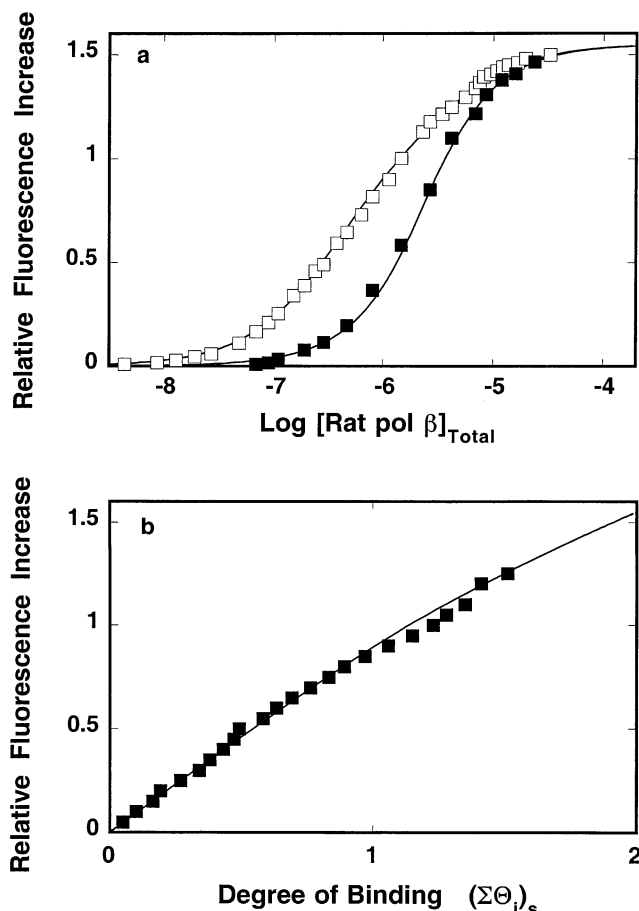 Relative Fluorescence Increase
a
1.5
1
0.5
0
-8 -7 -6 -5 -4
Log [Rat pol β]Total
Relative Fluorescence Increase
b
1.5
1
0.5
0
0 1 2
Degree of Binding (ΣΘi)s